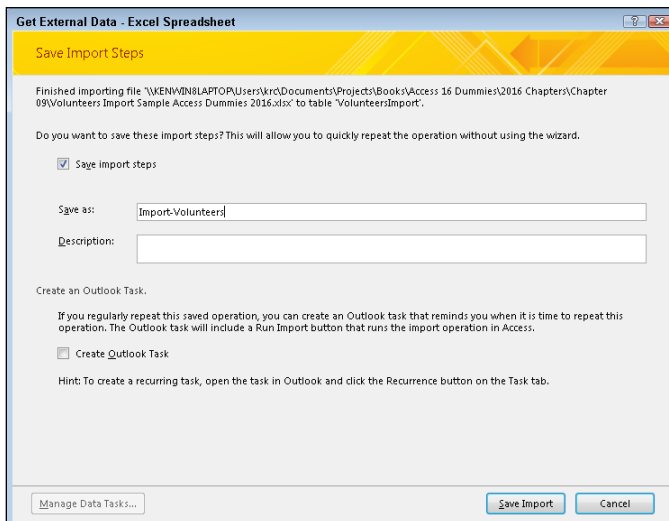 Get External Data - Excel Spreadsheet
Save Import Steps
Finished importing file '\\KENWIN8LAPTOP\Users\krc\Documents\Projects\Books\Access 16 Dummies\2016 Chapters\Chapter
09\Volunteers Import Sample Access Dummies 2016.xlsx' to table 'VolunteersImport'.
Do you want to save these import steps? This will allow you to quickly repeat the operation without using the wizard.
Save import steps
Save as: Import-Volunteers
Description:
Create an Outlook Task.
If you regularly repeat this saved operation, you can create an Outlook task that reminds you when it is time to repeat this
operation. The Outlook task will include a Run Import button that runs the import operation in Access.
Create Outlook Task
Hint: To create a recurring task, open the task in Outlook and click the Recurrence button on the Task tab.
Manage Data Tasks... Save Import Cancel